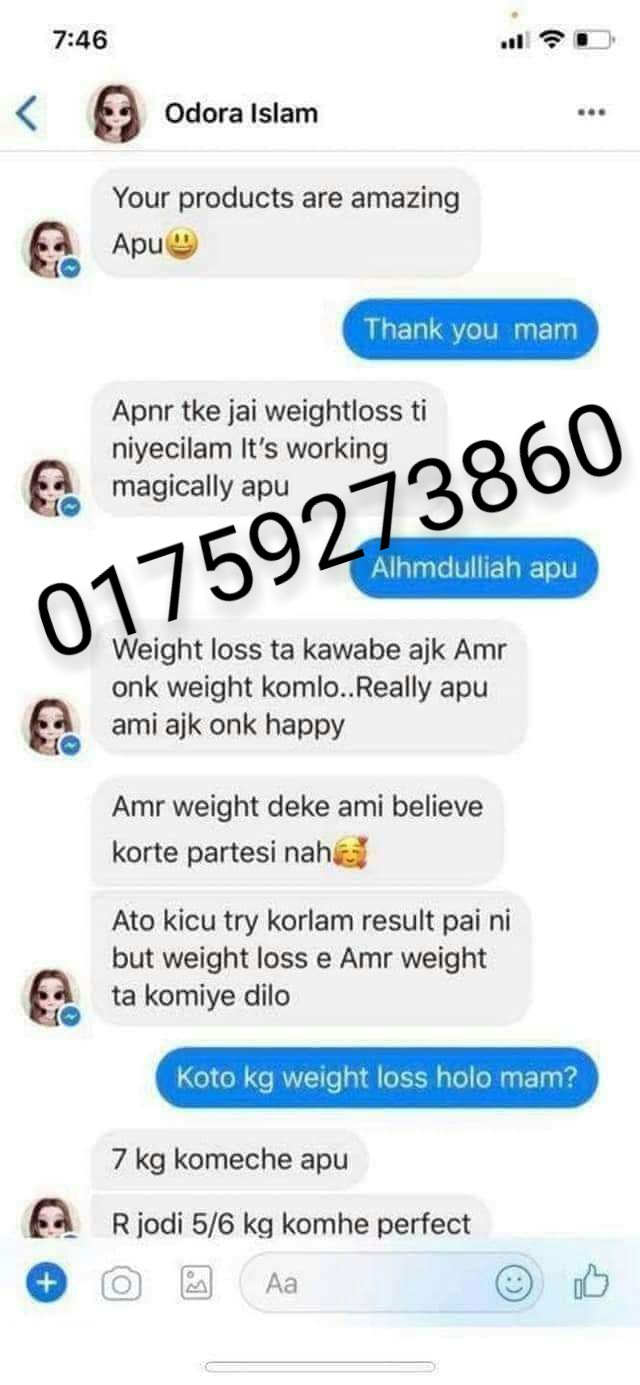 7:46
Odora Islam
Your products are amazing
Apu😃
Thank you mam
Apnr tke jai weightloss ti
niyecilam It's working
magically apu
01759273860
Alhmdulliah apu
Weight loss ta kawabe ajk Amr
onk weight komlo..Really apu
ami ajk onk happy
Amr weight deke ami believe
korte partesi nah🥰
Ato kicu try korlam result pai ni
but weight loss e Amr weight
ta komiye dilo
Koto kg weight loss holo mam?
7 kg komeche apu
R jodi 5/6 kg komhe perfect
Aa